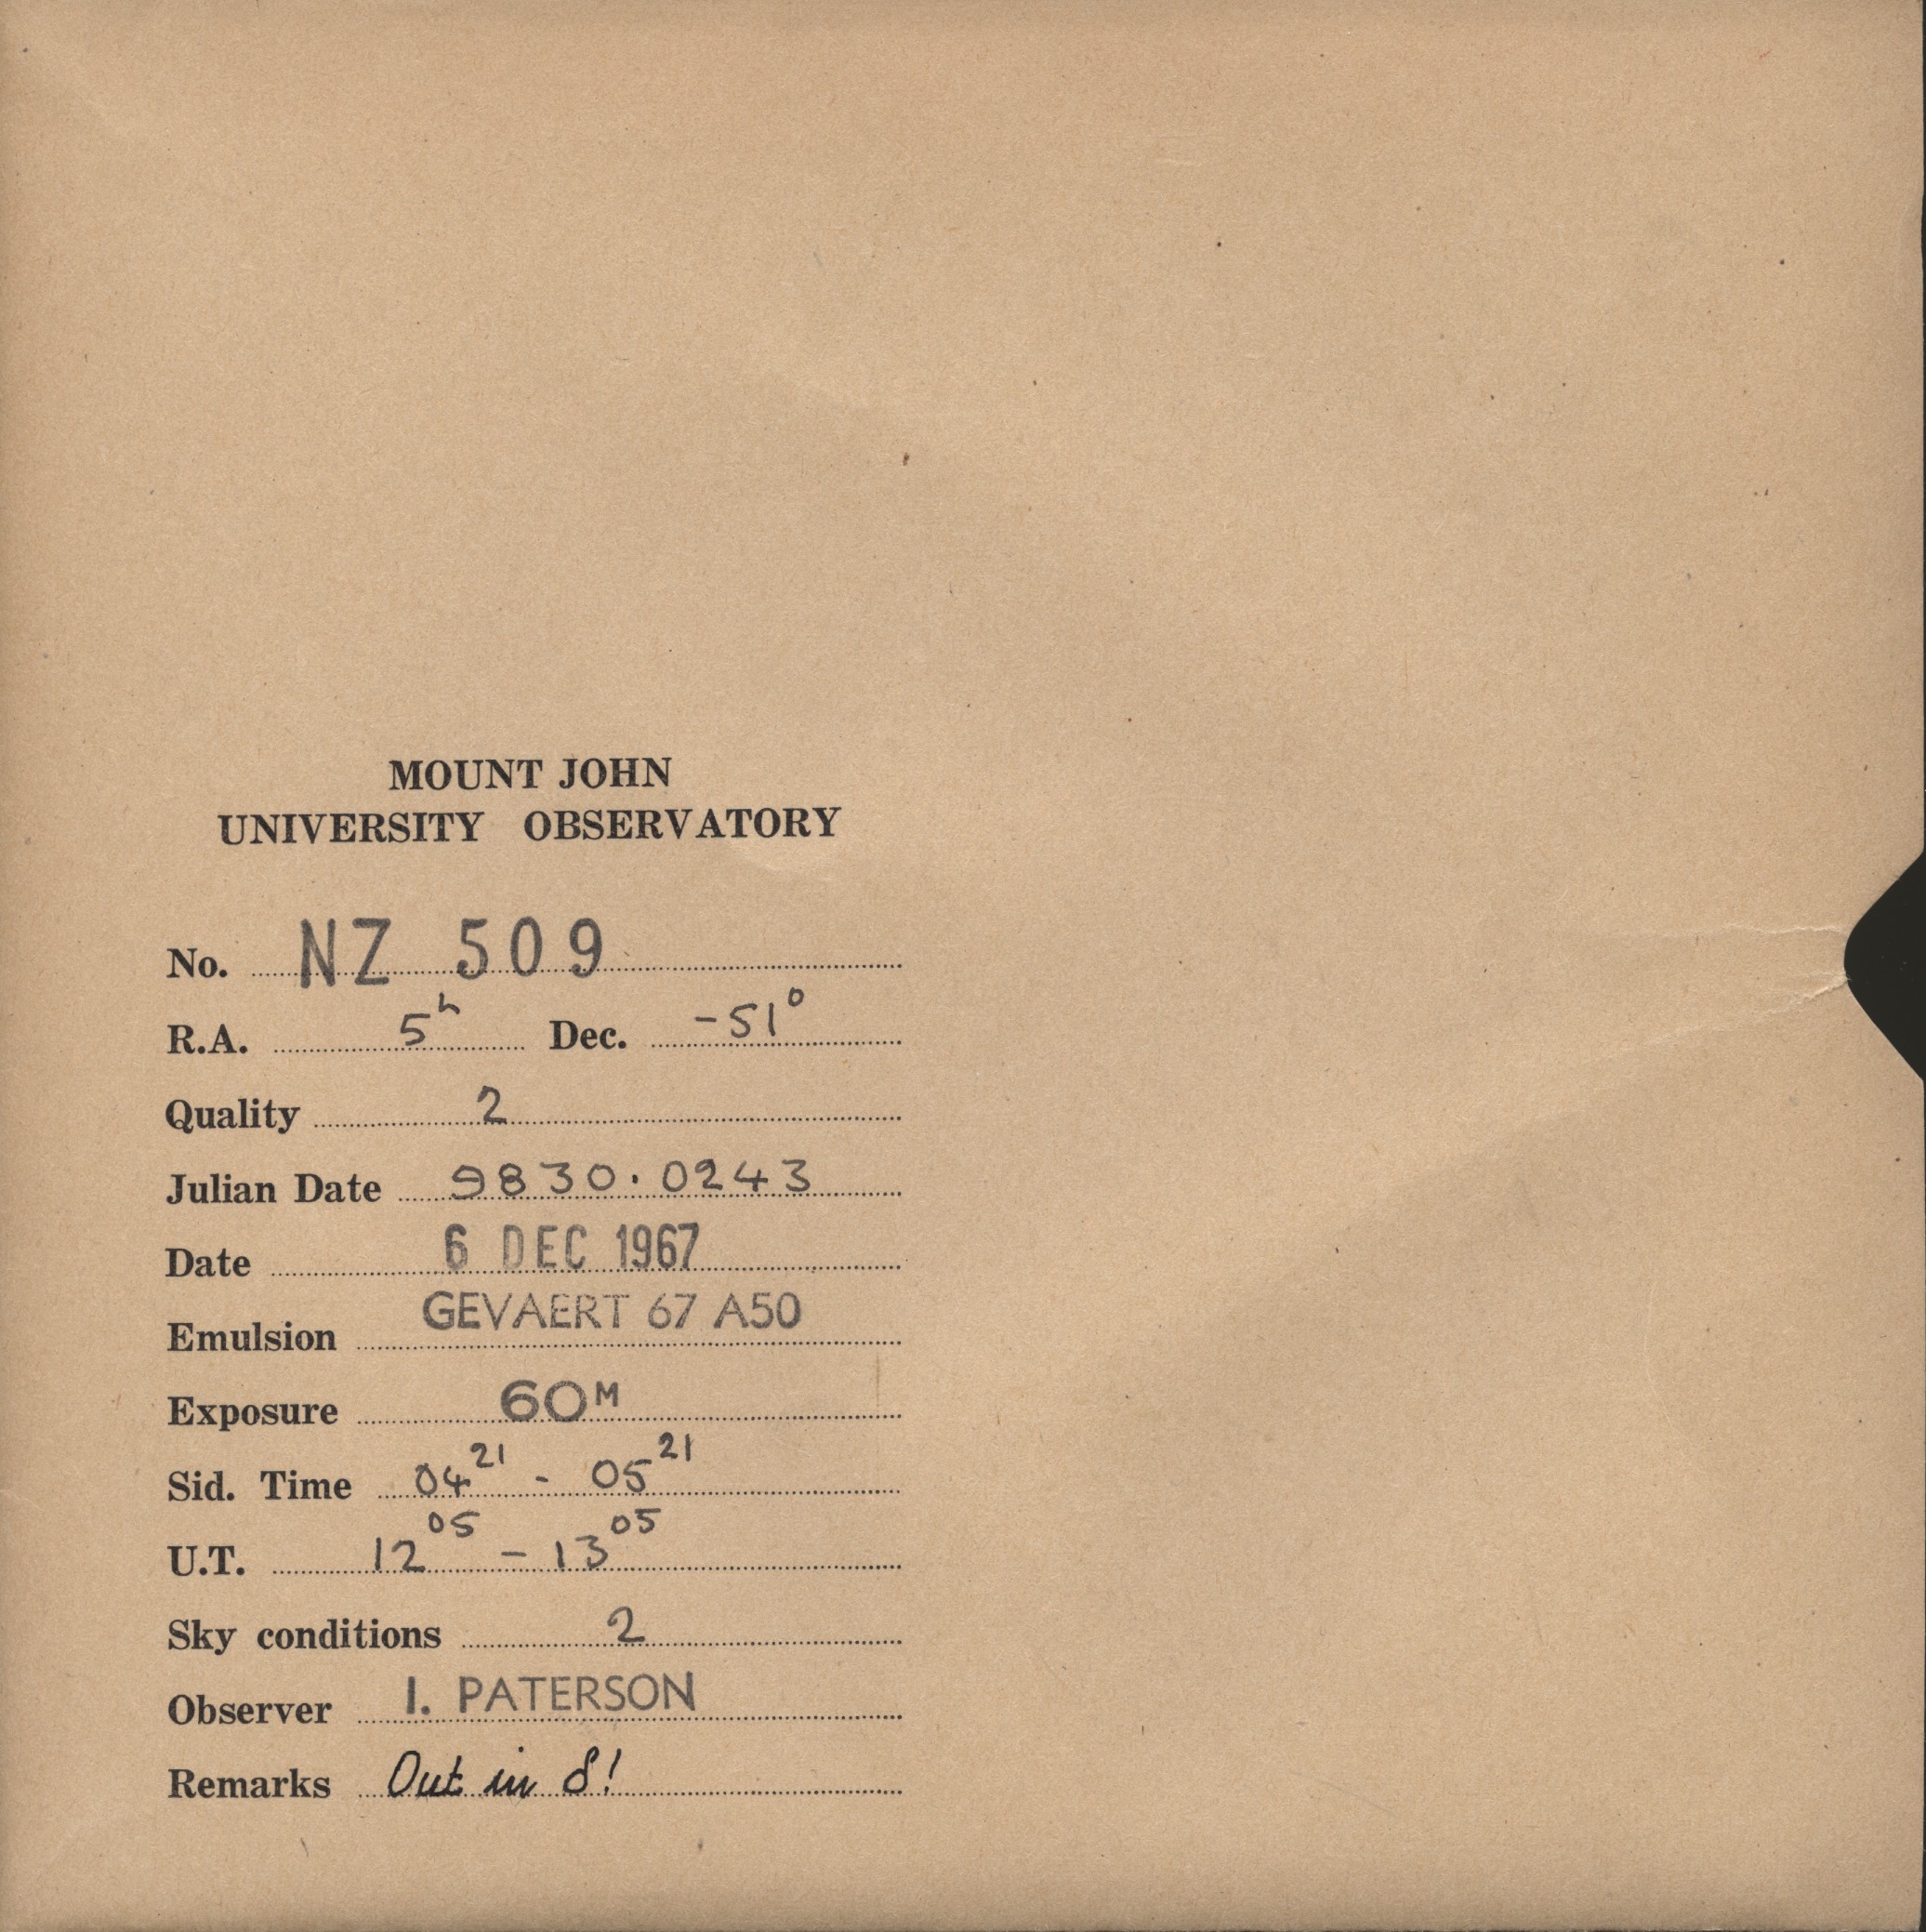 MOUNT JOHN
UNIVERSITY OBSERVATORY
No. NZ 509
R.A. 5h Dec. -51°
Quality 2
Julian Date 9830.0243
Date 6 DEC 1967
Emulsion GEVAERT 67 A50
Exposure 60M
Sid. Time 04 21 - 05 21
U.T. 12 05 - 13 05
Sky conditions 2
Observer I. PATERSON
Remarks Out in δ!